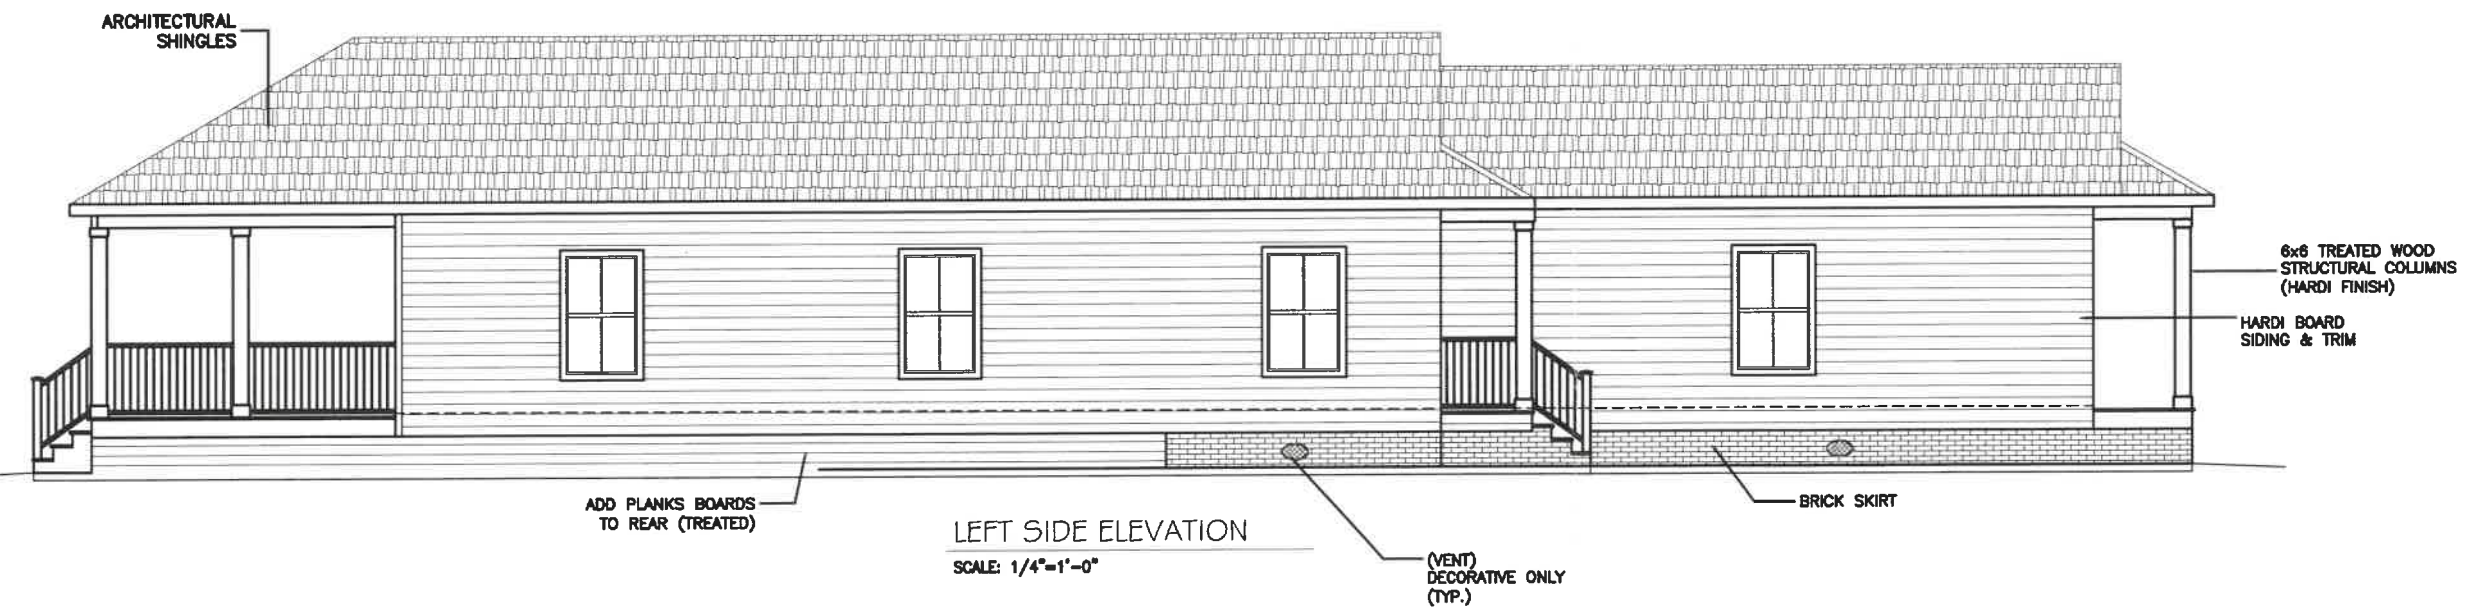 ARCHITECTURAL
SHINGLES
6x6 TREATED WOOD
STRUCTURAL COLUMNS
(HARDI FINISH)
HARDI BOARD
SIDING & TRIM
ADD PLANKS BOARDS
TO REAR (TREATED)
BRICK SKIRT
LEFT SIDE ELEVATION
SCALE: 1/4"=1'-0"
(VENT)
DECORATIVE ONLY
(TYP.)